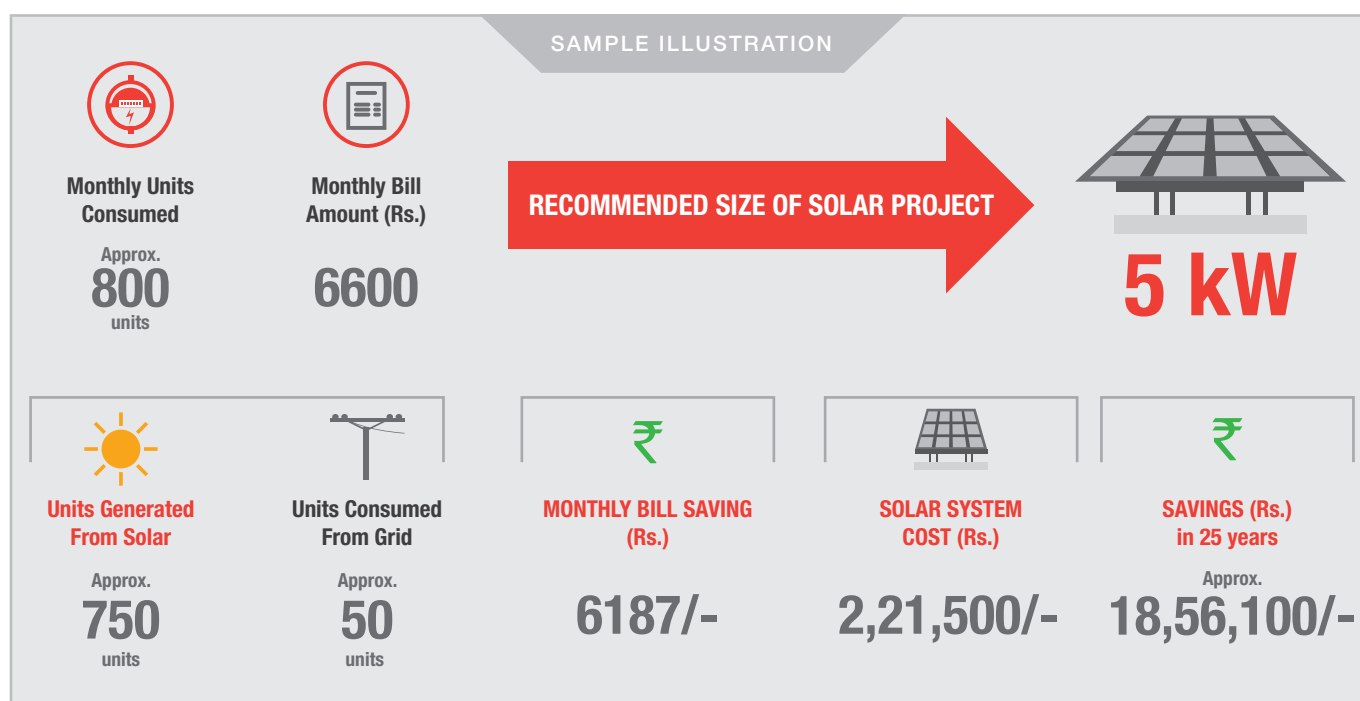 SAMPLE ILLUSTRATION
Monthly Units
Consumed
Approx.
800
units
Monthly Bill
Amount (Rs.)
6600
RECOMMENDED SIZE OF SOLAR PROJECT
5 kW
Units Generated
From Solar
Approx.
750
units
Units Consumed
From Grid
Approx.
50
units
₹
MONTHLY BILL SAVING
(Rs.)
6187/-
SOLAR SYSTEM
COST (Rs.)
2,21,500/-
₹
SAVINGS (Rs.)
in 25 years
Approx.
18,56,100/-